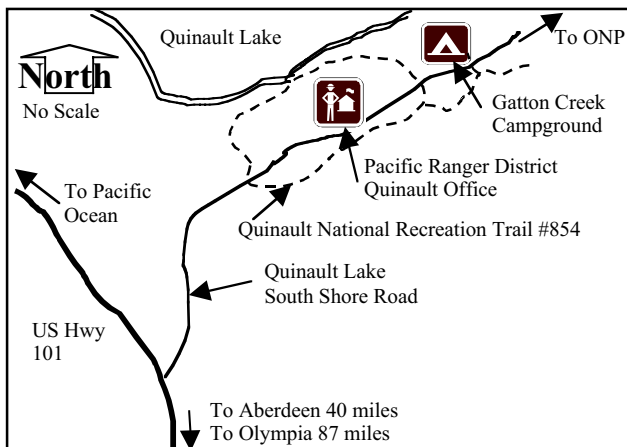 Quinault Lake
To ONP
North
No Scale
Gatton Creek
Campground
Pacific Ranger District
Quinault Office
To Pacific
Ocean
Quinault National Recreation Trail #854
Quinault Lake
South Shore Road
US Hwy
101
To Aberdeen 40 miles
To Olympia 87 miles